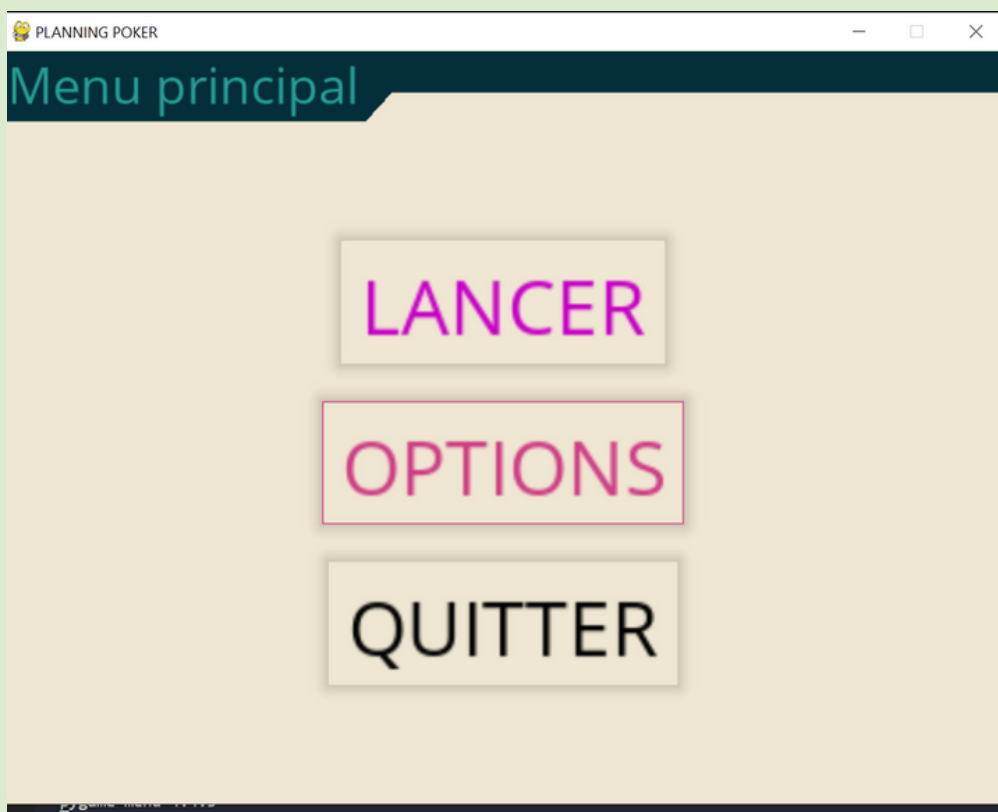 PLANNING POKER
Menu principal
LANCER
OPTIONS
QUITTER